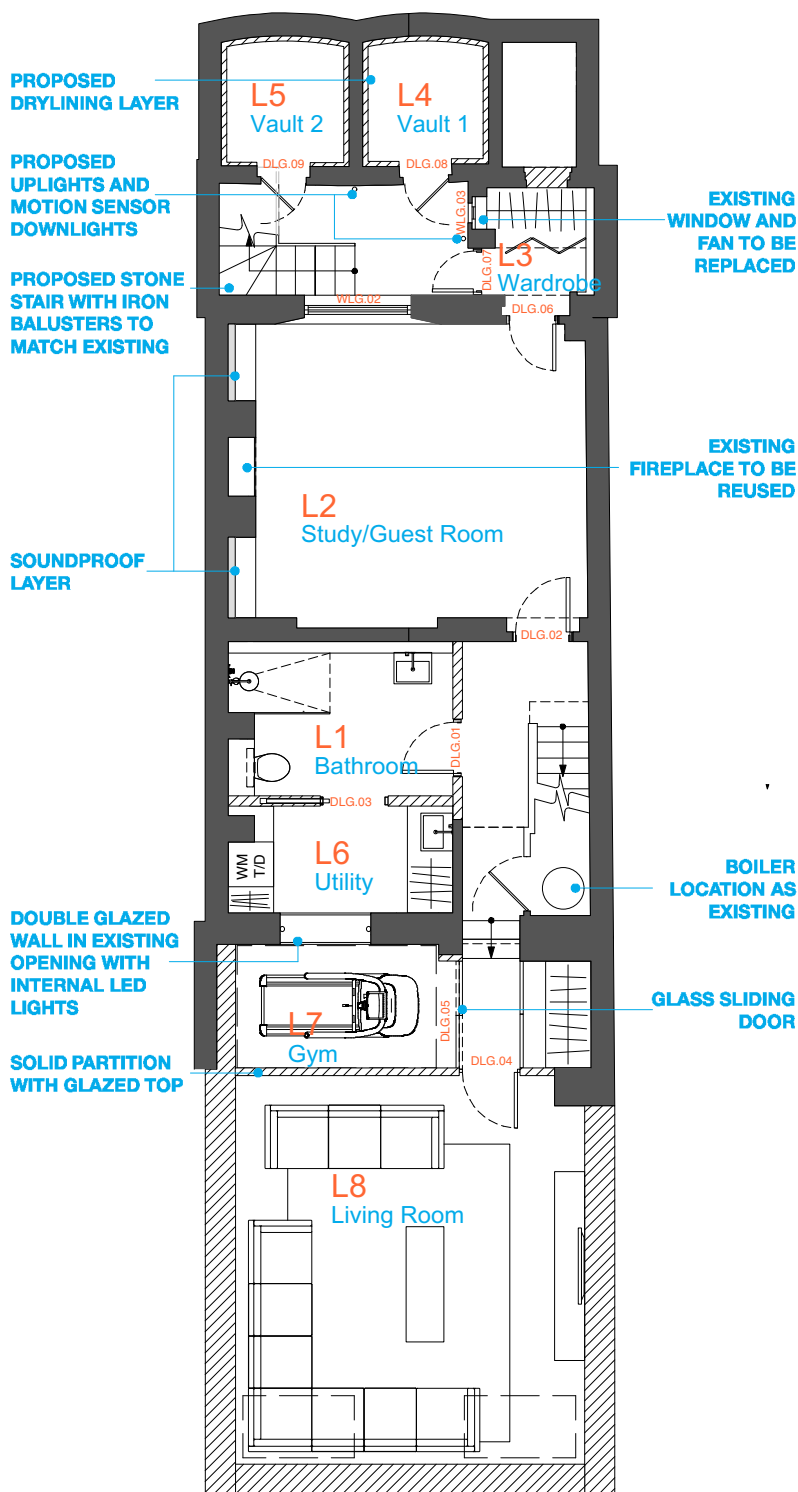 PROPOSED
DRYLINING LAYER
L5
Vault 2
L4
Vault 1
DLG.09
DLG.08
PROPOSED
UPLIGHTS AND
MOTION SENSOR
DOWNLIGHTS
WLG.03
EXISTING
WINDOW AND
FAN TO BE
REPLACED
DLG.07
L3
Wardrobe
PROPOSED STONE
STAIR WITH IRON
BALUSTERS TO
MATCH EXISTING
WLG.02
DLG.06
EXISTING
FIREPLACE TO BE
REUSED
L2
Study/Guest Room
SOUNDPROOF
LAYER
DLG.02
L1
Bathroom
DLG.01
DLG.03
L6
Utility
WM
T/D
BOILER
LOCATION AS
EXISTING
DOUBLE GLAZED
WALL IN EXISTING
OPENING WITH
INTERNAL LED
LIGHTS
L7
Gym
DLG.05
DLG.04
GLASS SLIDING
DOOR
SOLID PARTITION
WITH GLAZED TOP
L8
Living Room